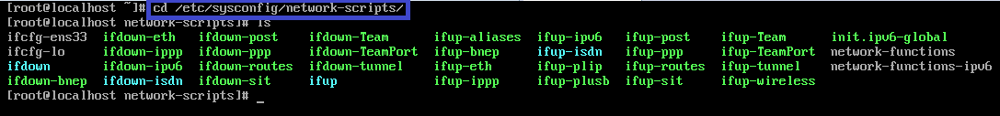 [root@localhost ~]# cd /etc/sysconfig/network-scripts/
[root@localhost network-scripts]# ls
ifcfg-ens33 ifdown-eth ifdown-post ifdown-Team ifup-aliases ifup-ipv6 ifup-post ifup-Team init.ipv6-global
ifcfg-lo ifdown-ippp ifdown-ppp ifdown-TeamPort ifup-bnep ifup-isdn ifup-ppp ifup-TeamPort network-functions
ifdown ifdown-ipv6 ifdown-routes ifdown-tunnel ifup-eth ifup-plip ifup-routes ifup-tunnel network-functions-ipv6
ifdown-bnep ifdown-isdn ifdown-sit ifup ifup-ippp ifup-plusb ifup-sit ifup-wireless
[root@localhost network-scripts]# _